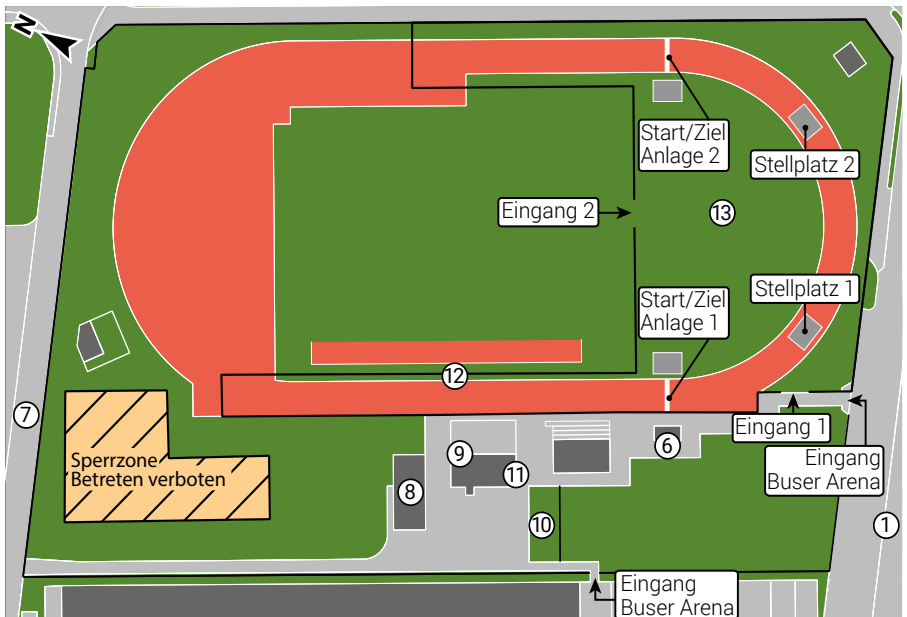 N
Start/Ziel
Anlage 2
Stellplatz 2
Eingang 2
13
Stellplatz 1
Start/Ziel
Anlage 1
12
7
Eingang 1
6
9
Sperrzone
Betreten verboten
11
8
Eingang
Buser Arena
10
1
Eingang
Buser Arena